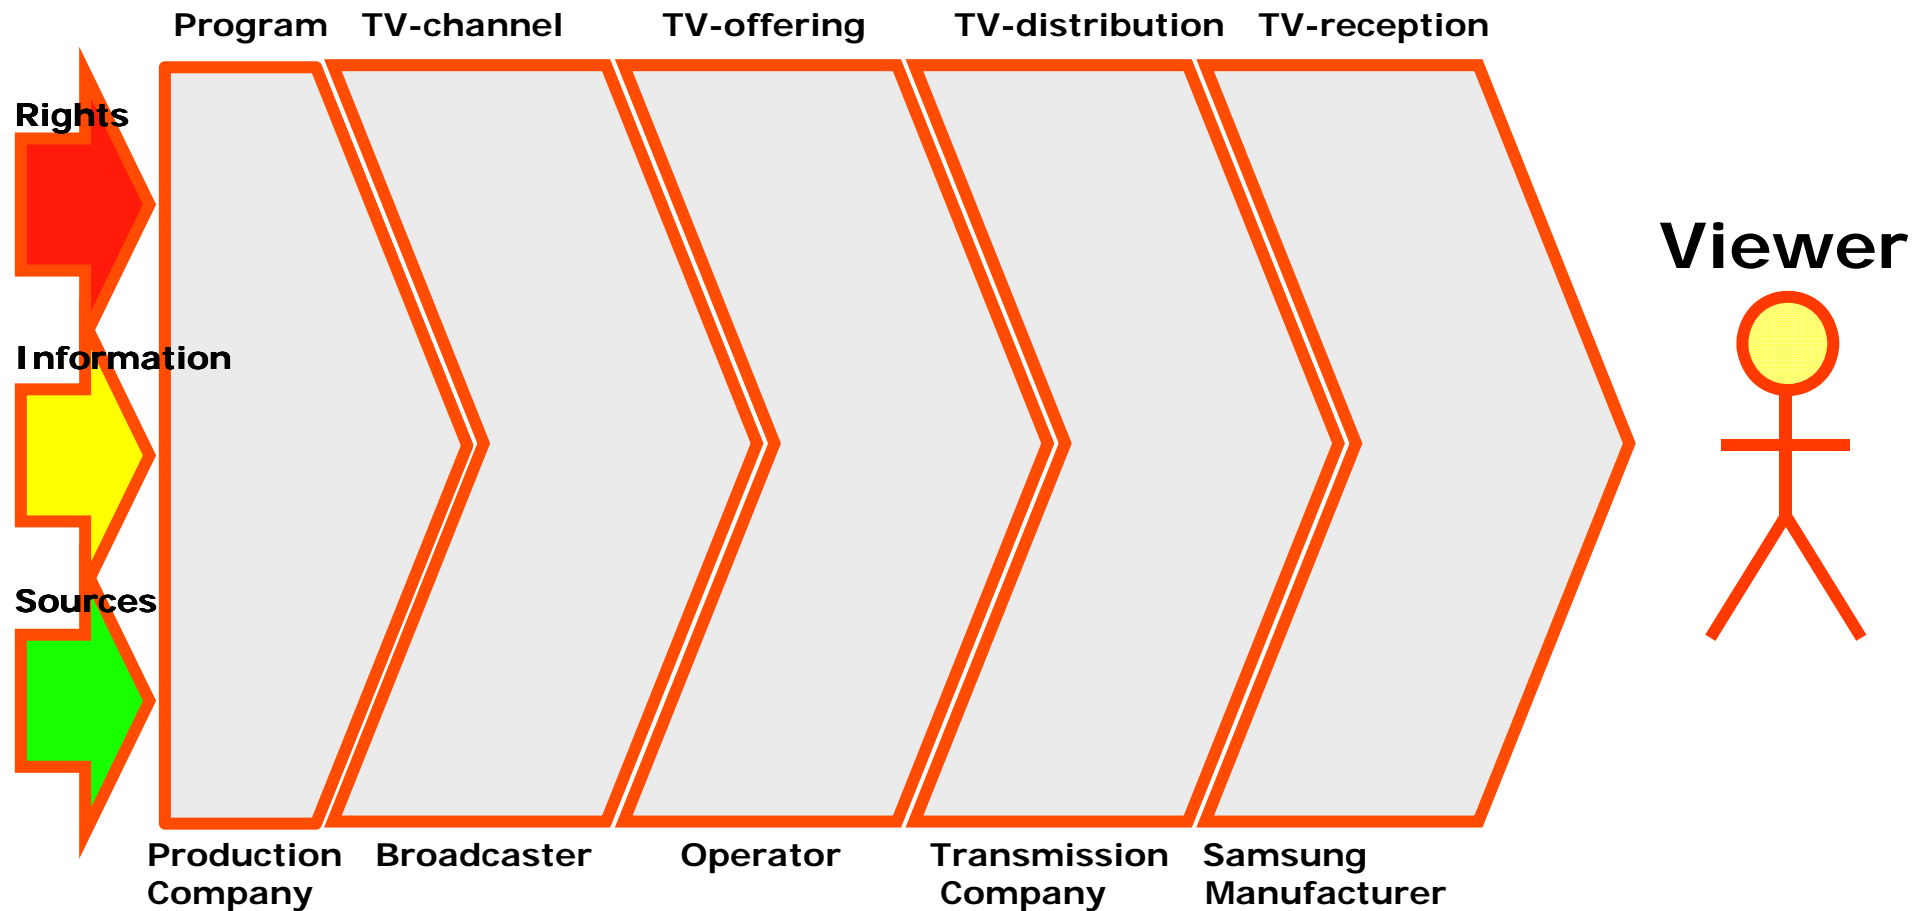 Program TV-channel TV-offering TV-distribution TV-reception
Rights
Viewer
Information
Sources
Production Company
Broadcaster
Operator
Transmission Company
Samsung Manufacturer